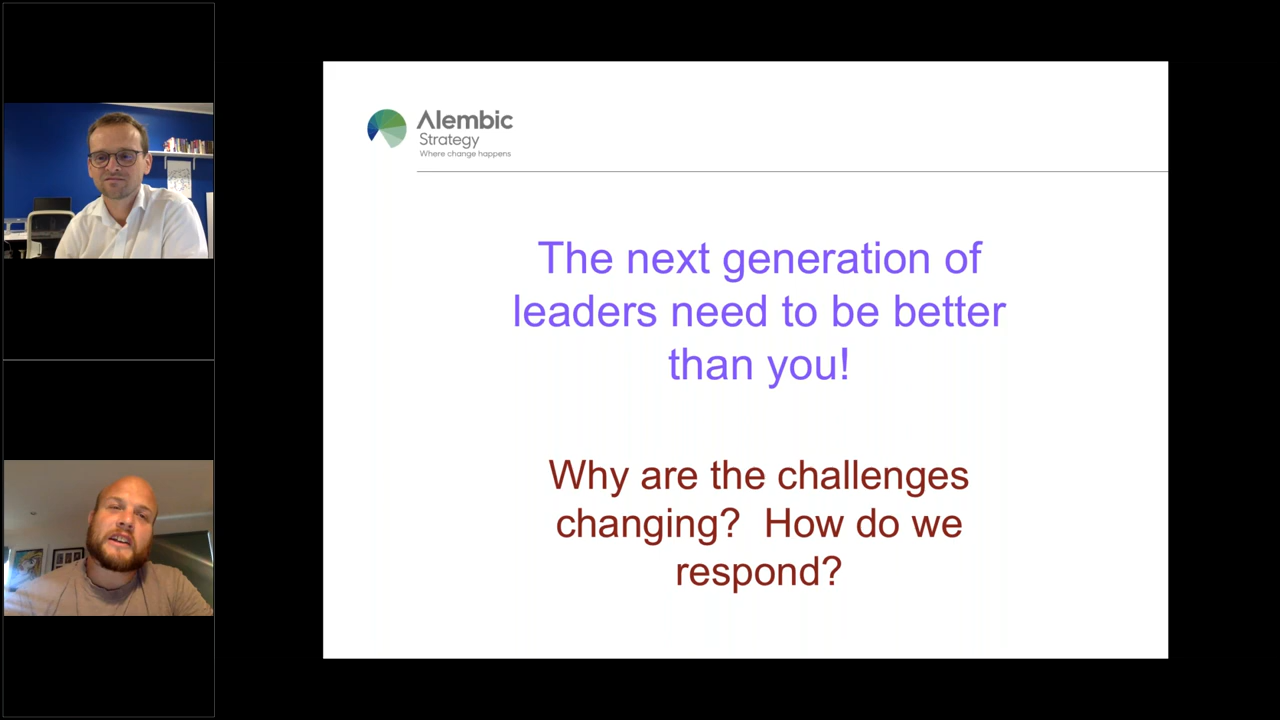 Alembic
Strategy
Where change happens
The next generation of
leaders need to be better
than you!
Why are the challenges
changing?  How do we
respond?